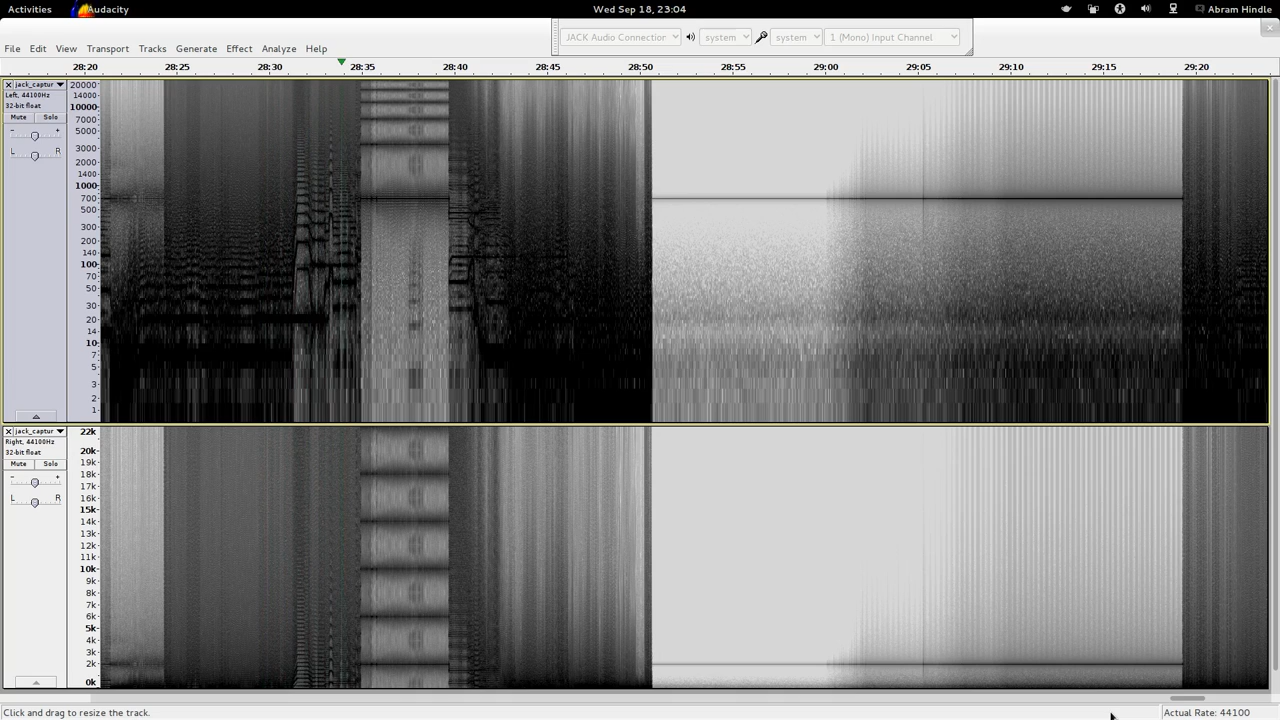 Activities Audacity Wed Sep 18, 23:04 Abram Hindle
JACK Audio Connection system system 1 (Mono) Input Channel
File Edit View Transport Tracks Generate Effect Analyze Help
28:20 28:25 28:30 28:35 28:40 28:45 28:50 29:00 29:05 29:10 29:15 29:20
jack_captur
Left, 44100Hz
32-bit float
Mute Solo
- +
L R
20000
14000
10000
7000
5000
3000
2000
1400
1000
700
500
300
200
140
100
70
50
30
20
14
10
7
5
3
2
1
jack_captur
Right, 44100Hz
32-bit float
Mute Solo
- +
L R
22k
20k
19k
18k
17k
16k
15k
14k
13k
12k
11k
10k
9k
8k
7k
6k
5k
4k
3k
2k
0k
Click and drag to resize the track. Actual Rate: 44100